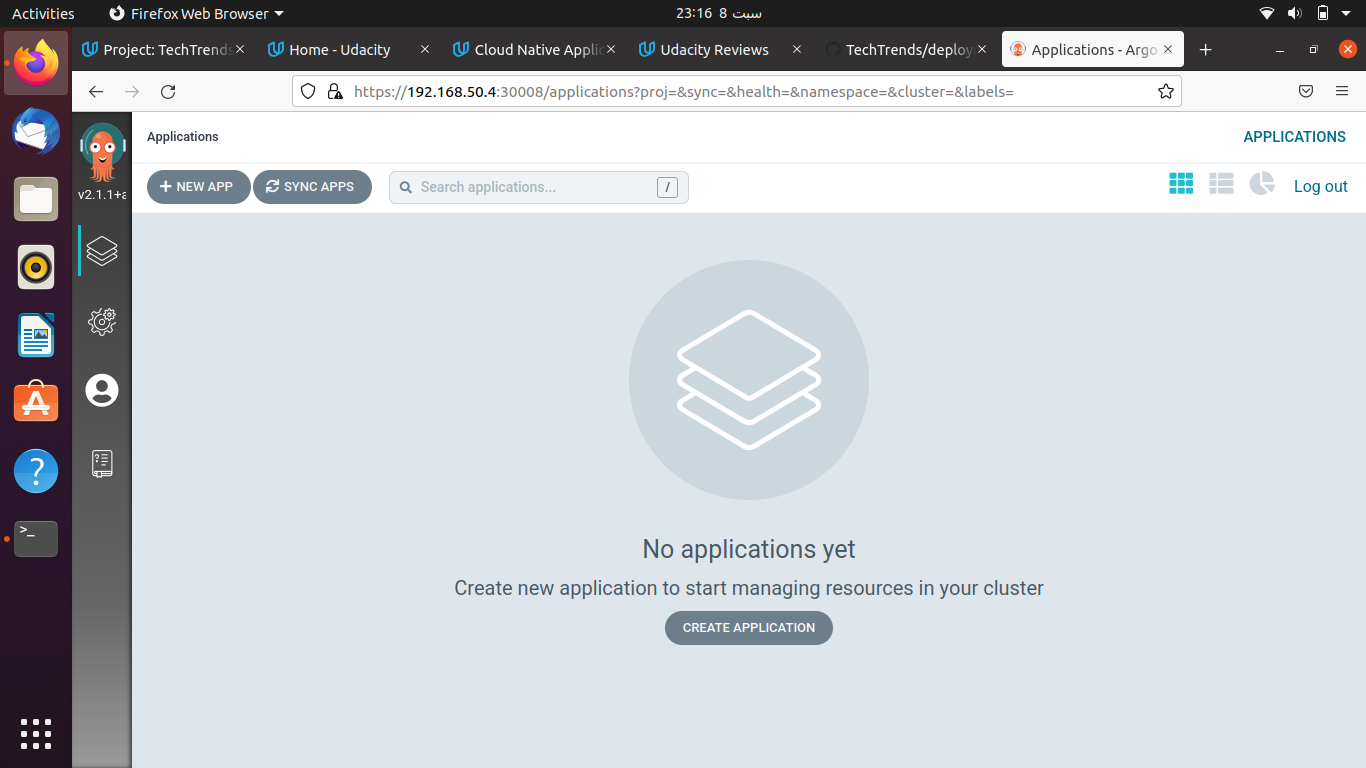 Activities
Firefox Web Browser
23:16 8 سبت
Project: TechTrends
Home - Udacity
Cloud Native Applic
Udacity Reviews
TechTrends/deploy
Applications - Argo
https://192.168.50.4:30008/applications?proj=&sync=&health=&namespace=&cluster=&labels=
Applications
APPLICATIONS
v2.1.1+a
NEW APP
SYNC APPS
Search applications...
/
Log out
No applications yet
Create new application to start managing resources in your cluster
CREATE APPLICATION